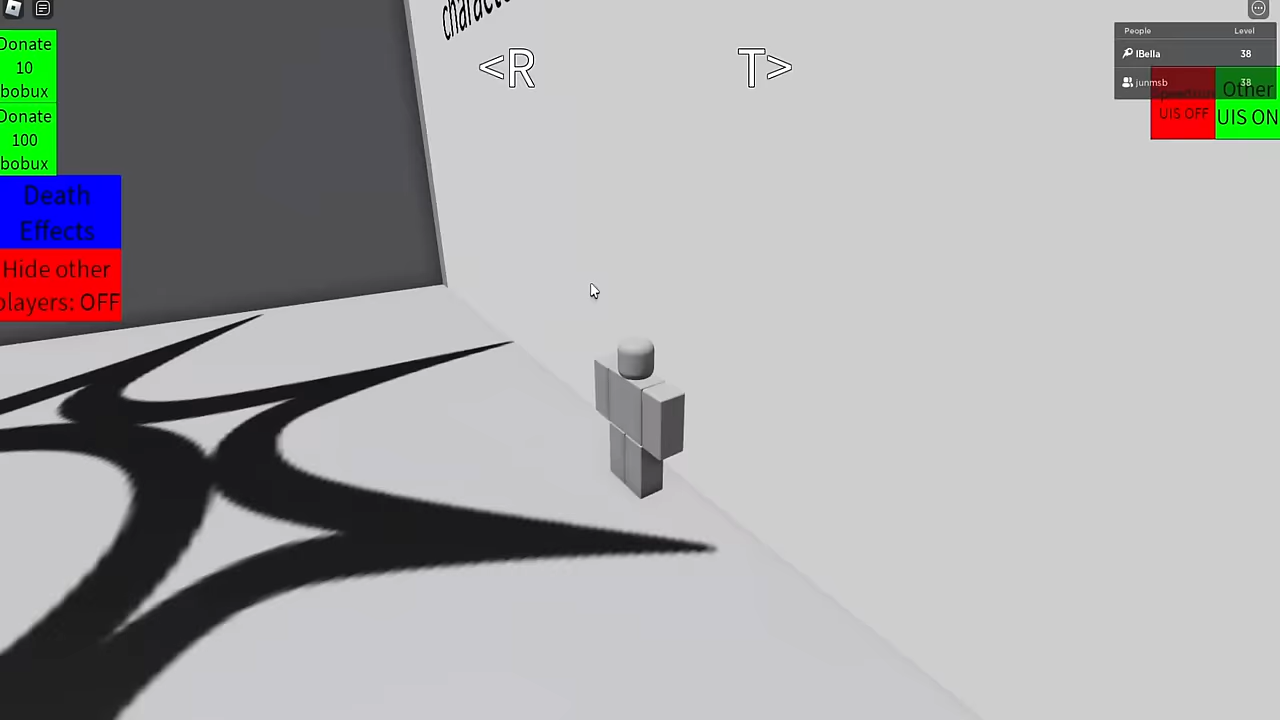 <R T>
Donate
10
bobux
Donate
100
bobux
Death
Effects
Hide other
players: OFF
People Level
lBella 38
junmsb 38
UIS OFF
Other
UIS ON